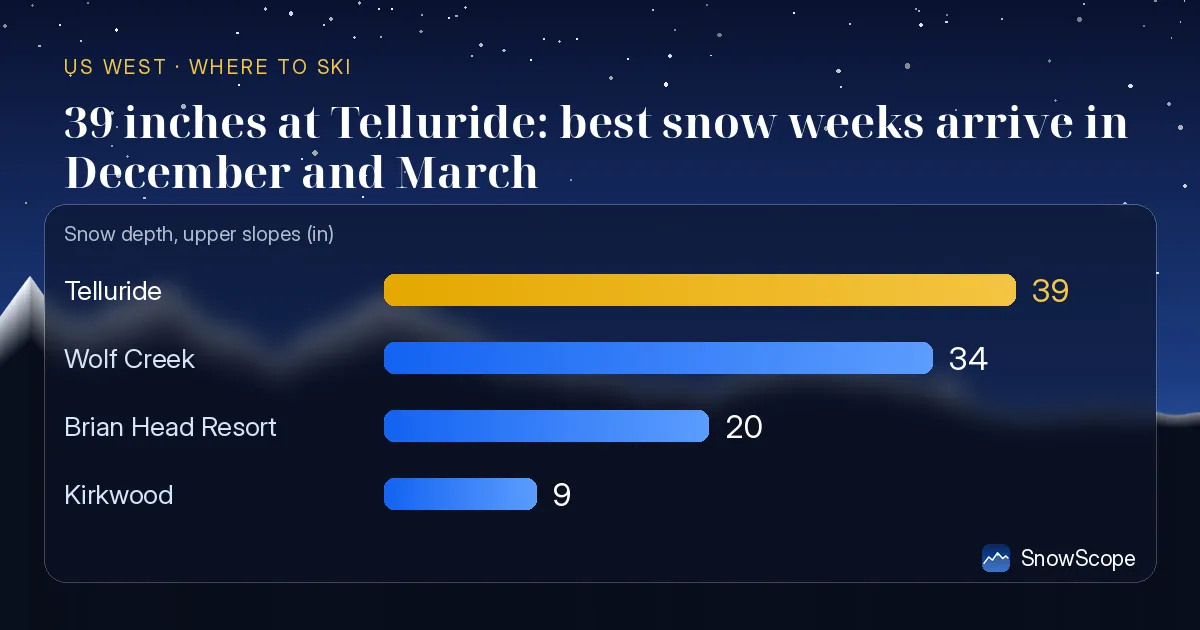 US WEST · WHERE TO SKI
39 inches at Telluride: best snow weeks arrive in
December and March
Snow depth, upper slopes (in)
Telluride 39
Wolf Creek 34
Brian Head Resort 20
Kirkwood 9
SnowScope